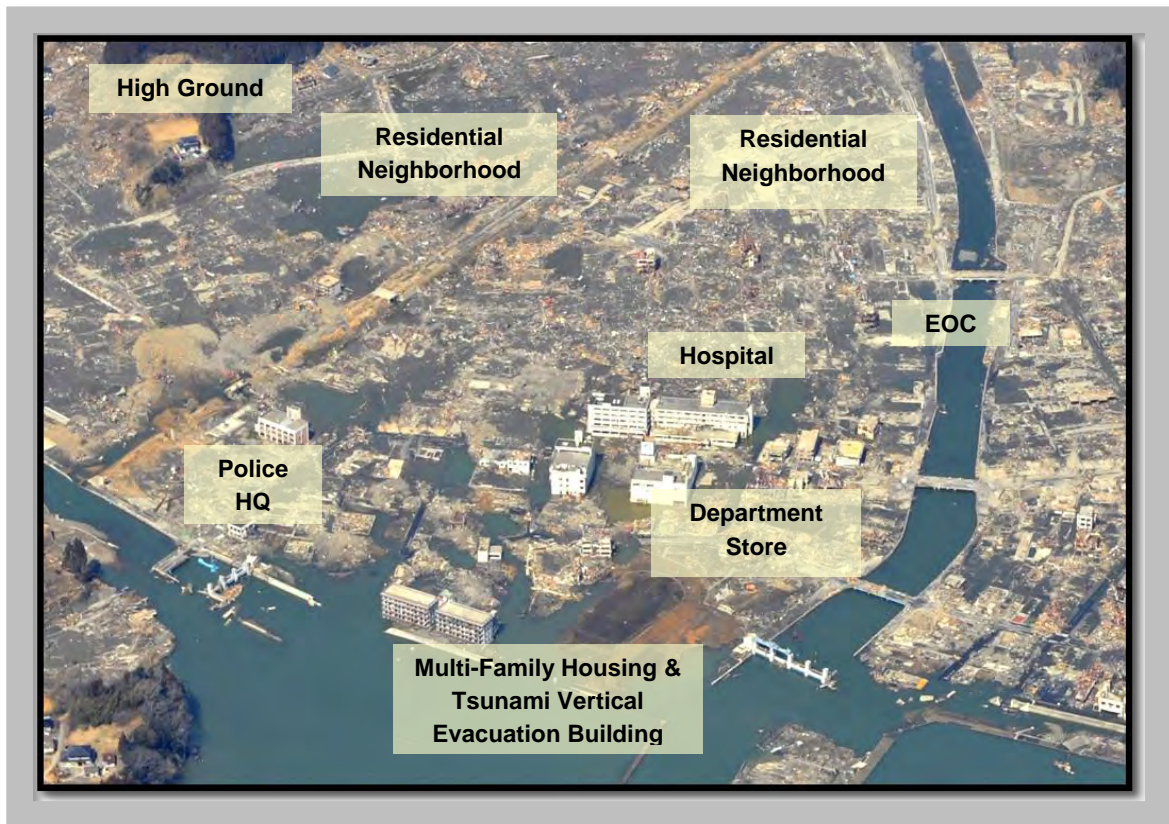 High Ground
Residential
Neighborhood
Residential
Neighborhood
EOC
Hospital
Police
HQ
Department
Store
Multi-Family Housing &
Tsunami Vertical
Evacuation Building